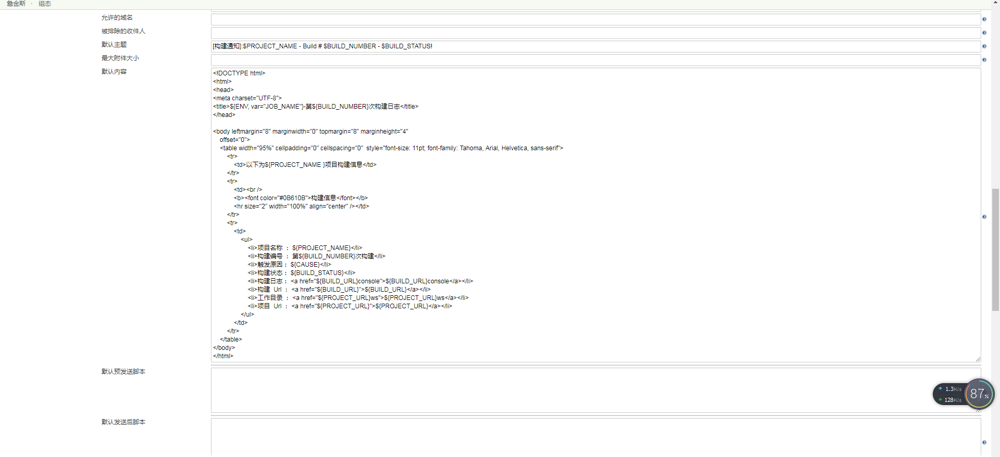 詹金斯 › 组态
允许的域名
被排除的收件人
默认主题
[构建通知]:$PROJECT_NAME - Build # $BUILD_NUMBER - $BUILD_STATUS!
最大附件大小
默认内容
<!DOCTYPE html>
<html>
<head>
<meta charset="UTF-8">
<title>${ENV, var="JOB_NAME"}-第${BUILD_NUMBER}次构建日志</title>
</head>
<body leftmargin="8" marginwidth="0" topmargin="8" marginheight="4"
offset="0">
<table width="95%" cellpadding="0" cellspacing="0"  style="font-size: 11pt; font-family: Tahoma, Arial, Helvetica, sans-serif">
<tr>
<td>以下为${PROJECT_NAME }项目构建信息</td>
</tr>
<tr>
<td><br />
<b><font color="#0B610B">构建信息</font></b>
<hr size="2" width="100%" align="center" /></td>
</tr>
<tr>
<td>
<ul>
<li>项目名称 ： ${PROJECT_NAME}</li>
<li>构建编号 ： 第${BUILD_NUMBER}次构建</li>
<li>触发原因： ${CAUSE}</li>
<li>构建状态： ${BUILD_STATUS}</li>
<li>构建日志： <a href="${BUILD_URL}console">${BUILD_URL}console</a></li>
<li>构建  Url ： <a href="${BUILD_URL}">${BUILD_URL}</a></li>
<li>工作目录 ： <a href="${PROJECT_URL}ws">${PROJECT_URL}ws</a></li>
<li>项目  Url ： <a href="${PROJECT_URL}">${PROJECT_URL}</a></li>
</ul>
</td>
</tr>
</table>
</body>
</html>
默认预发送脚本
1.3K/s
87%
128K/s
默认发送后脚本